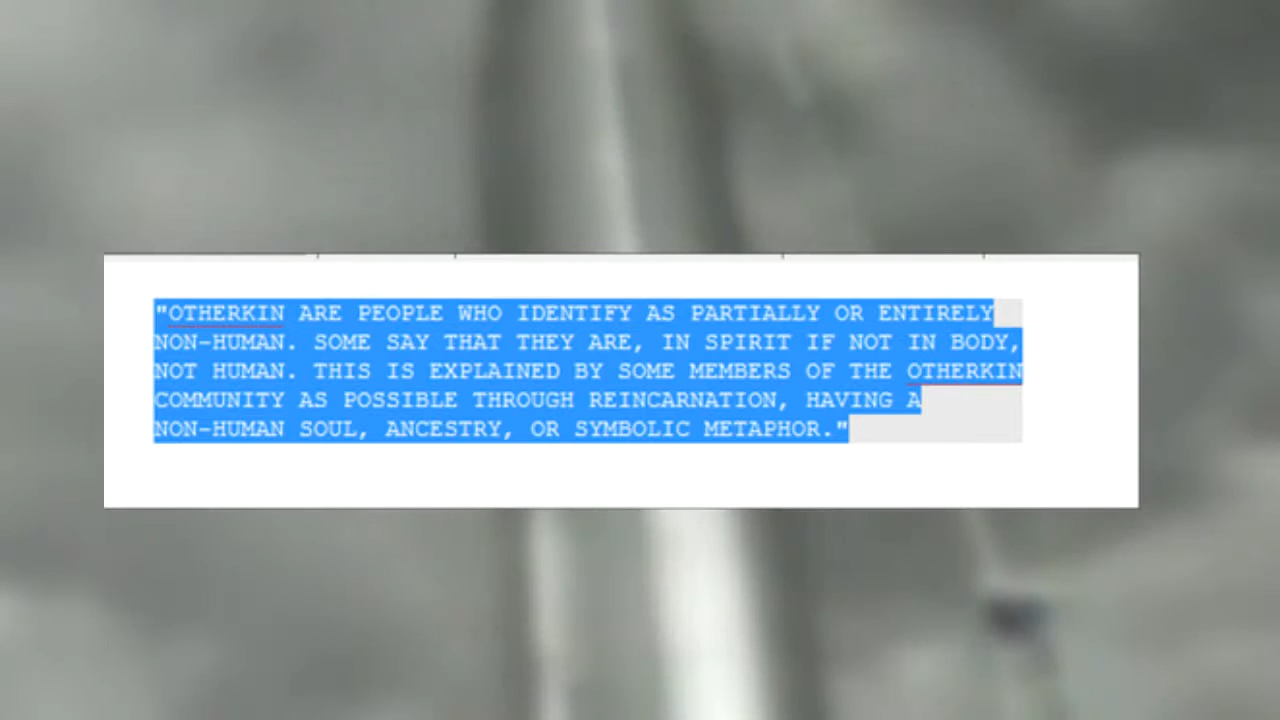 "OTHERKIN ARE PEOPLE WHO IDENTIFY AS PARTIALLY OR ENTIRELY
NON-HUMAN. SOME SAY THAT THEY ARE, IN SPIRIT IF NOT IN BODY,
NOT HUMAN. THIS IS EXPLAINED BY SOME MEMBERS OF THE OTHERKIN
COMMUNITY AS POSSIBLE THROUGH REINCARNATION, HAVING A
NON-HUMAN SOUL, ANCESTRY, OR SYMBOLIC METAPHOR."